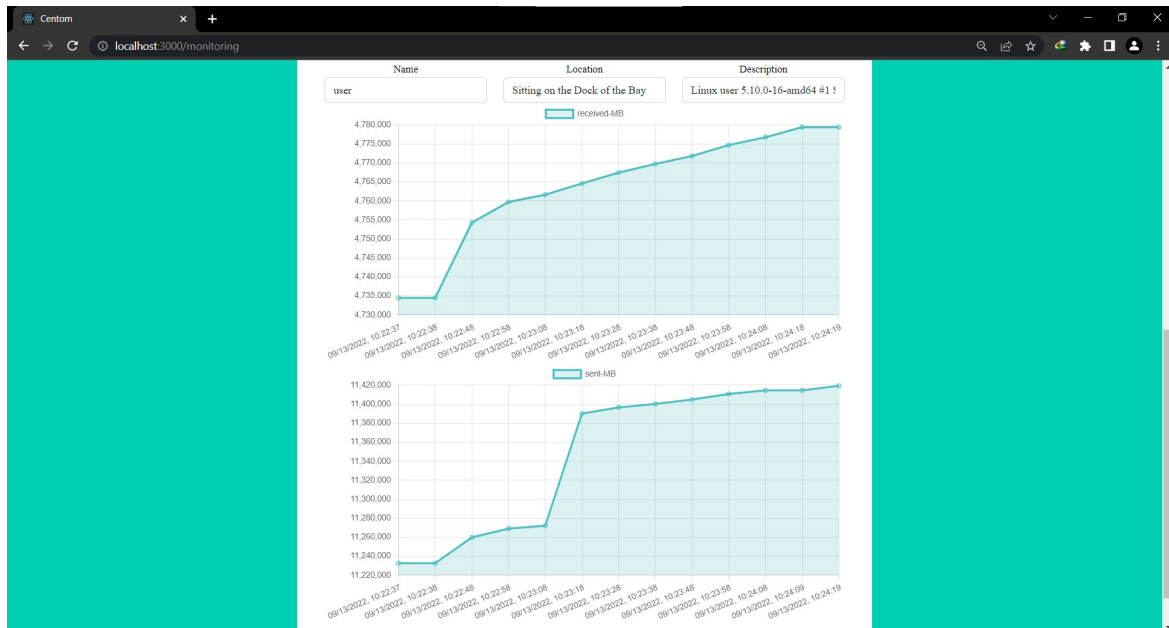 Centom
localhost:3000/monitoring
Name Location Description
user Sitting on the Dock of the Bay Linux user 5.10.0-16-amd64 #1 S
received-MB
4,780,000
4,775,000
4,770,000
4,765,000
4,760,000
4,755,000
4,750,000
4,745,000
4,740,000
4,735,000
4,730,000
09/13/2022, 10:22:37 09/13/2022, 10:22:38 09/13/2022, 10:22:48 09/13/2022, 10:22:58 09/13/2022, 10:23:08 09/13/2022, 10:23:18 09/13/2022, 10:23:28 09/13/2022, 10:23:38 09/13/2022, 10:23:48 09/13/2022, 10:23:58 09/13/2022, 10:24:08 09/13/2022, 10:24:18 09/13/2022, 10:24:19
sent-MB
11,420,000
11,400,000
11,380,000
11,360,000
11,340,000
11,320,000
11,300,000
11,280,000
11,260,000
11,240,000
11,220,000
09/13/2022, 10:22:37 09/13/2022, 10:22:38 09/13/2022, 10:22:48 09/13/2022, 10:22:58 09/13/2022, 10:23:08 09/13/2022, 10:23:18 09/13/2022, 10:23:28 09/13/2022, 10:23:38 09/13/2022, 10:23:48 09/13/2022, 10:23:58 09/13/2022, 10:24:08 09/13/2022, 10:24:09 09/13/2022, 10:24:19